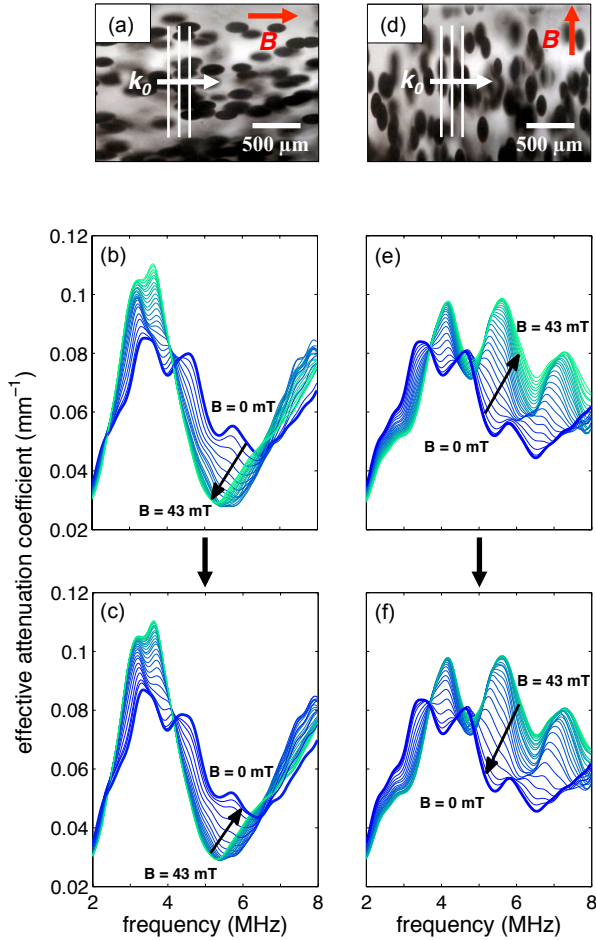 (a)
B
k0
500 µm
(d)
B
k0
500 µm
effective attenuation coefficient (mm−1)
0.12
0.1
0.08
0.06
0.04
0.02
(b)
B = 0 mT
B = 43 mT
(e)
B = 43 mT
B = 0 mT
0.12
0.1
0.08
0.06
0.04
0.02
(c)
B = 0 mT
B = 43 mT
2 4 6 8
frequency (MHz)
(f)
B = 43 mT
B = 0 mT
2 4 6 8
frequency (MHz)